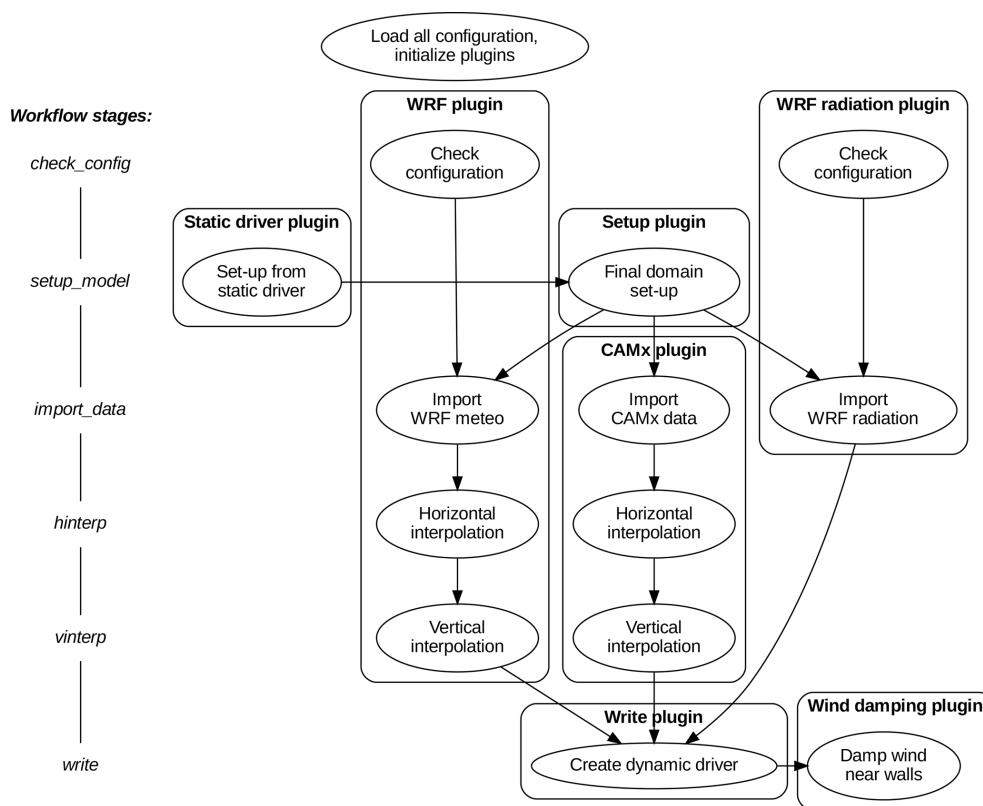 Load all configuration,
initialize plugins
Workflow stages:
WRF plugin
WRF radiation plugin
check_config
Check
configuration
Check
configuration
Static driver plugin
Setup plugin
setup_model
Set-up from
static driver
Final domain
set-up
CAMx plugin
import_data
Import
WRF meteo
Import
CAMx data
Import
WRF radiation
hinterp
Horizontal
interpolation
Horizontal
interpolation
vinterp
Vertical
interpolation
Vertical
interpolation
Write plugin
Wind damping plugin
write
Create dynamic driver
Damp wind
near walls